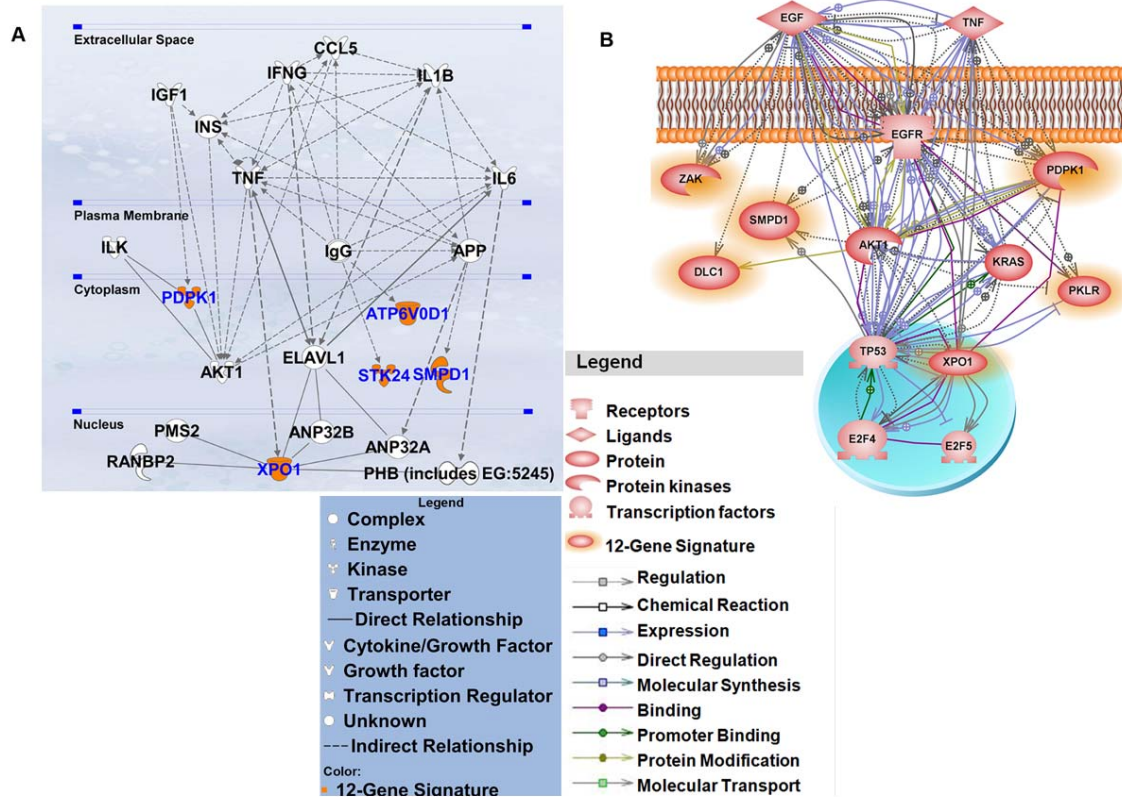 A
Extracellular Space
CCL5
IFNG
IL1B
IGF1
INS
TNF
IL6
Plasma Membrane
ILK
IgG
APP
Cytoplasm
PDPK1
ATP6V0D1
ELAVL1
AKT1
STK24
SMPD1
Nucleus
PMS2
ANP32B
ANP32A
RANBP2
XPO1
PHB (includes EG:5245)
Legend
Complex
Enzyme
Kinase
Transporter
Direct Relationship
Cytokine/Growth Factor
Growth factor
Transcription Regulator
Unknown
Indirect Relationship
Color:
12-Gene Signature
B
EGF
TNF
EGFR
ZAK
PDPK1
SMPD1
AKT1
KRAS
DLC1
PKLR
TP53
XPO1
E2F4
E2F5
Legend
Receptors
Ligands
Protein
Protein kinases
Transcription factors
12-Gene Signature
Regulation
Chemical Reaction
Expression
Direct Regulation
Molecular Synthesis
Binding
Promoter Binding
Protein Modification
Molecular Transport